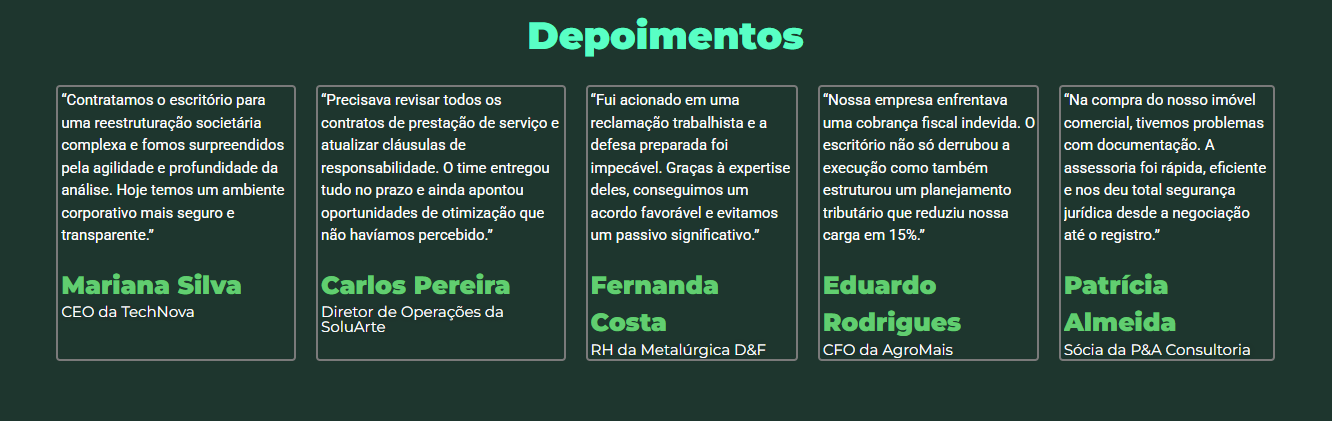 Depoimentos
“Contratamos o escritório para
uma reestruturação societária
complexa e fomos surpreendidos
pela agilidade e profundidade da
análise. Hoje temos um ambiente
corporativo mais seguro e
transparente.”
Mariana Silva
CEO da TechNova
“Precisava revisar todos os
contratos de prestação de serviço e
atualizar cláusulas de
responsabilidade. O time entregou
tudo no prazo e ainda apontou
oportunidades de otimização que
não havíamos percebido.”
Carlos Pereira
Diretor de Operações da
SoluArte
“Fui acionado em uma
reclamação trabalhista e a
defesa preparada foi
impecável. Graças à expertise
deles, conseguimos um
acordo favorável e evitamos
um passivo significativo.”
Fernanda
Costa
RH da Metalúrgica D&F
“Nossa empresa enfrentava
uma cobrança fiscal indevida. O
escritório não só derrubou a
execução como também
estruturou um planejamento
tributário que reduziu nossa
carga em 15%.”
Eduardo
Rodrigues
CFO da AgroMais
“Na compra do nosso imóvel
comercial, tivemos problemas
com documentação. A
assessoria foi rápida, eficiente
e nos deu total segurança
jurídica desde a negociação
até o registro.”
Patrícia
Almeida
Sócia da P&A Consultoria